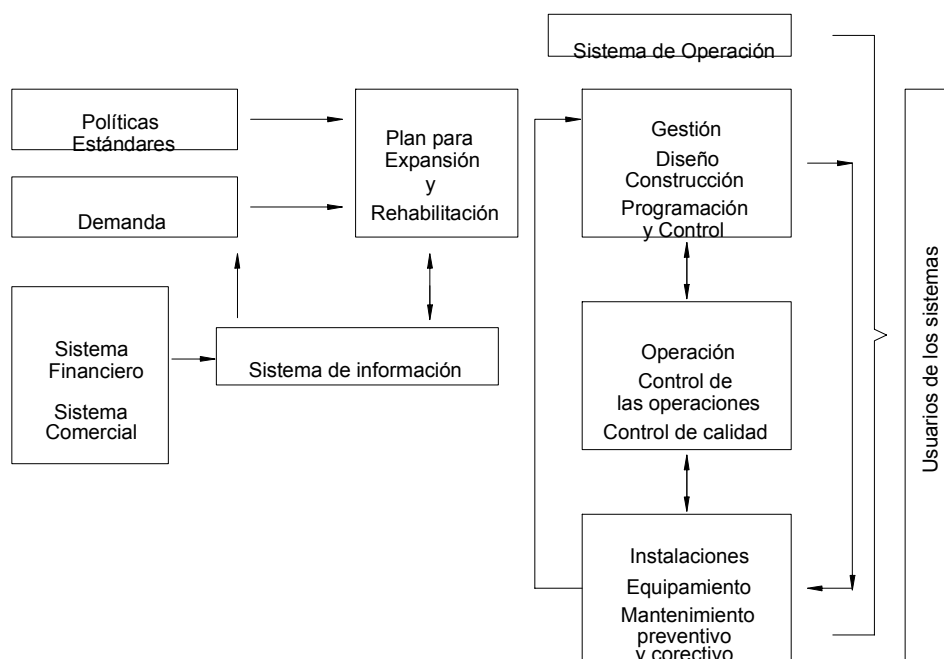 Sistema de Operación
Políticas
Estándares
Demanda
Sistema
Financiero
Sistema
Comercial
Sistema de información
Plan para
Expansión
y
Rehabilitación
Gestión
Diseño
Construcción
Programación
y Control
Operación
Control de
las operaciones
Control de calidad
Instalaciones
Equipamiento
Mantenimiento
preventivo
y corectivo
Usuarios de los sistemas